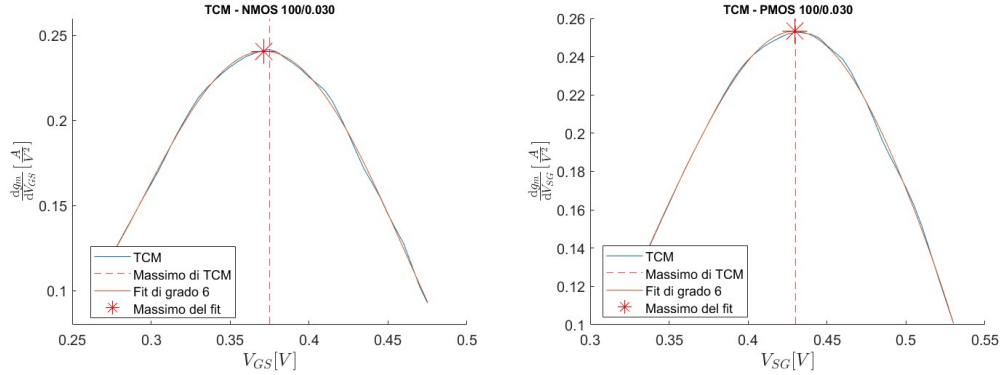 TCM - NMOS 100/0.030
0.25
0.2
0.15
0.1
dg_m/dV_GS [A/V^2]
TCM
Massimo di TCM
Fit di grado 6
Massimo del fit
0.25
0.3
0.35
0.4
0.45
0.5
V_GS[V]
TCM - PMOS 100/0.030
0.26
0.24
0.22
0.2
0.18
0.16
0.14
0.12
0.1
dg_m/dV_SG [A/V^2]
TCM
Massimo di TCM
Fit di grado 6
Massimo del fit
0.3
0.35
0.4
0.45
0.5
0.55
V_SG[V]